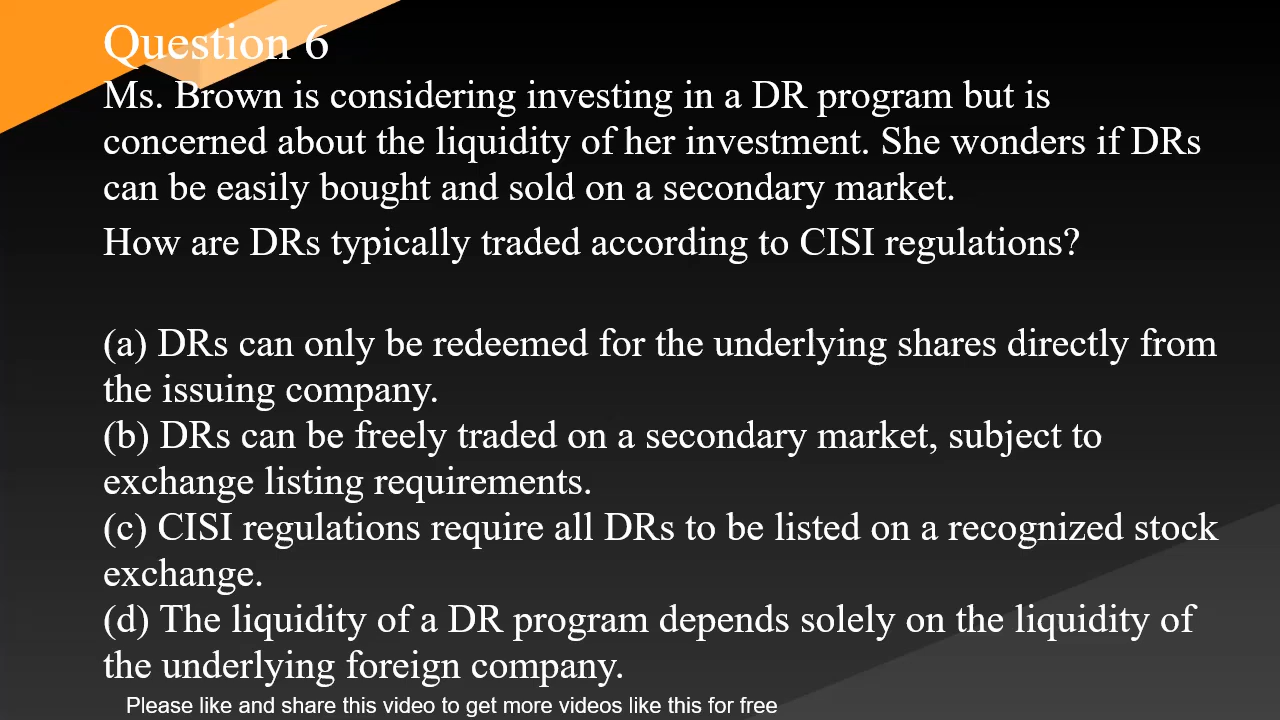 Question 6
Ms. Brown is considering investing in a DR program but is
concerned about the liquidity of her investment. She wonders if DRs
can be easily bought and sold on a secondary market.
How are DRs typically traded according to CISI regulations?
(a) DRs can only be redeemed for the underlying shares directly from
the issuing company.
(b) DRs can be freely traded on a secondary market, subject to
exchange listing requirements.
(c) CISI regulations require all DRs to be listed on a recognized stock
exchange.
(d) The liquidity of a DR program depends solely on the liquidity of
the underlying foreign company.
Please like and share this video to get more videos like this for free